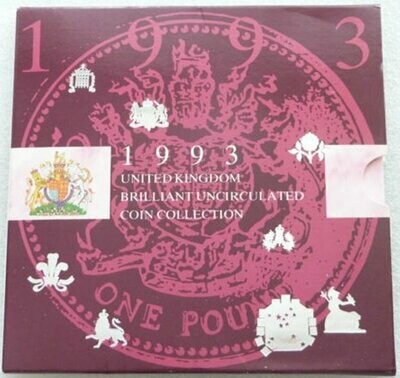 1993
1993
UNITED KINGDOM
BRILLIANT UNCIRCULATED
COIN COLLECTION
ONE POUND